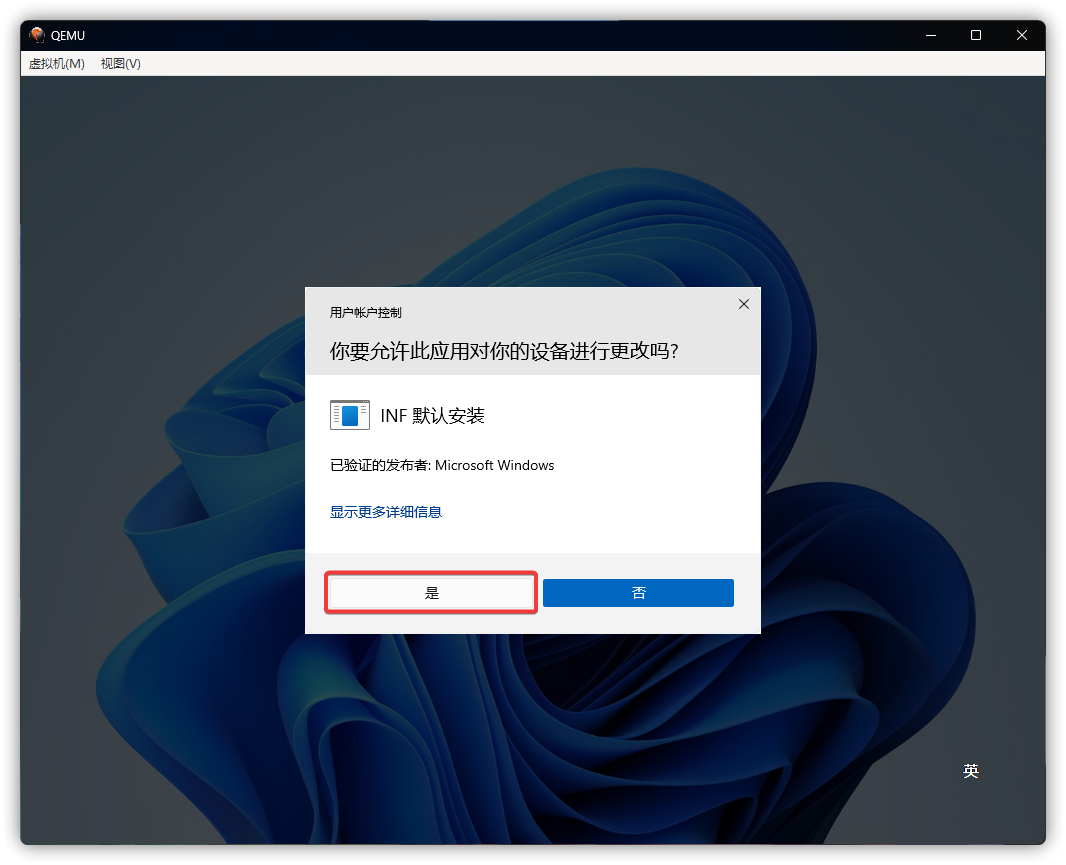 QEMU
虚拟机(M) 视图(V)
用户帐户控制
你要允许此应用对你的设备进行更改吗?
INF 默认安装
已验证的发布者: Microsoft Windows
显示更多详细信息
是 否
英